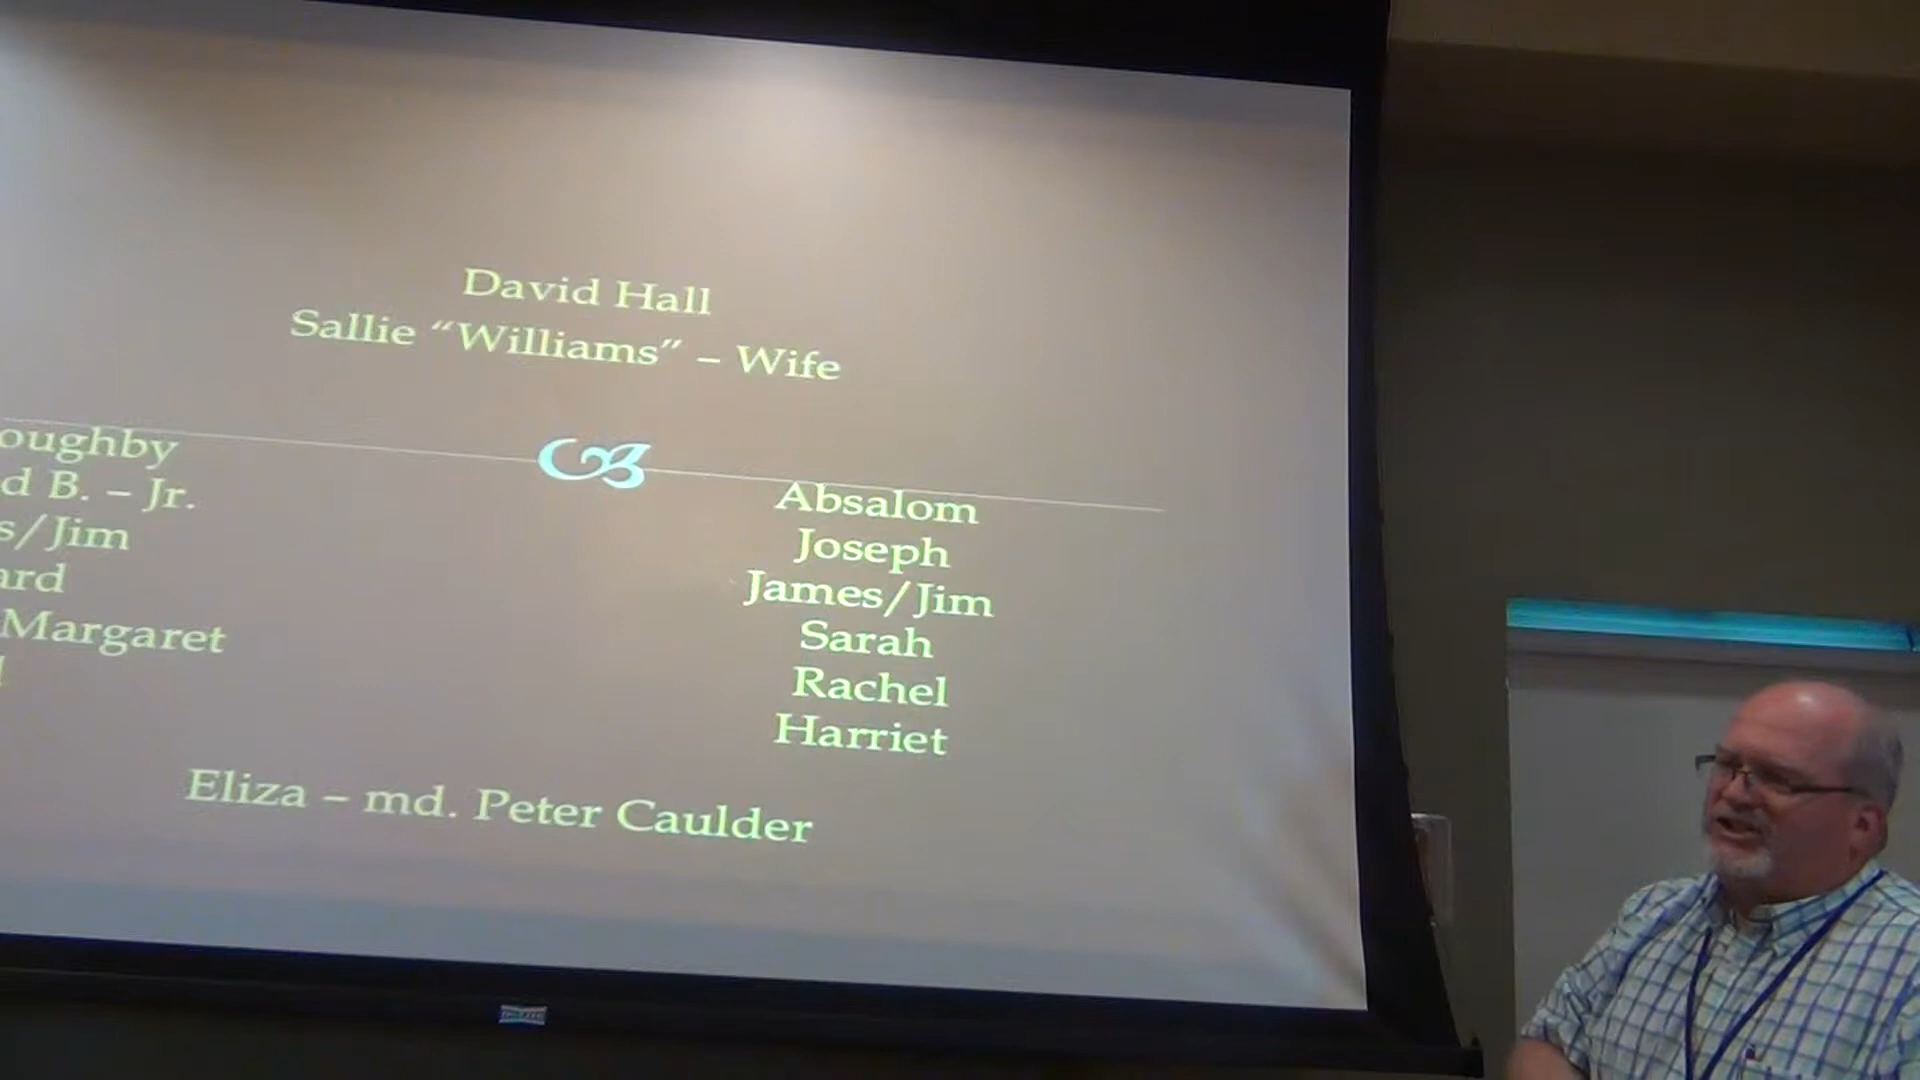 David Hall
Sallie “Williams” – Wife
oughby
d B. – Jr.
s/Jim
ard
Margaret
Absalom
Joseph
James/Jim
Sarah
Rachel
Harriet
Eliza – md. Peter Caulder